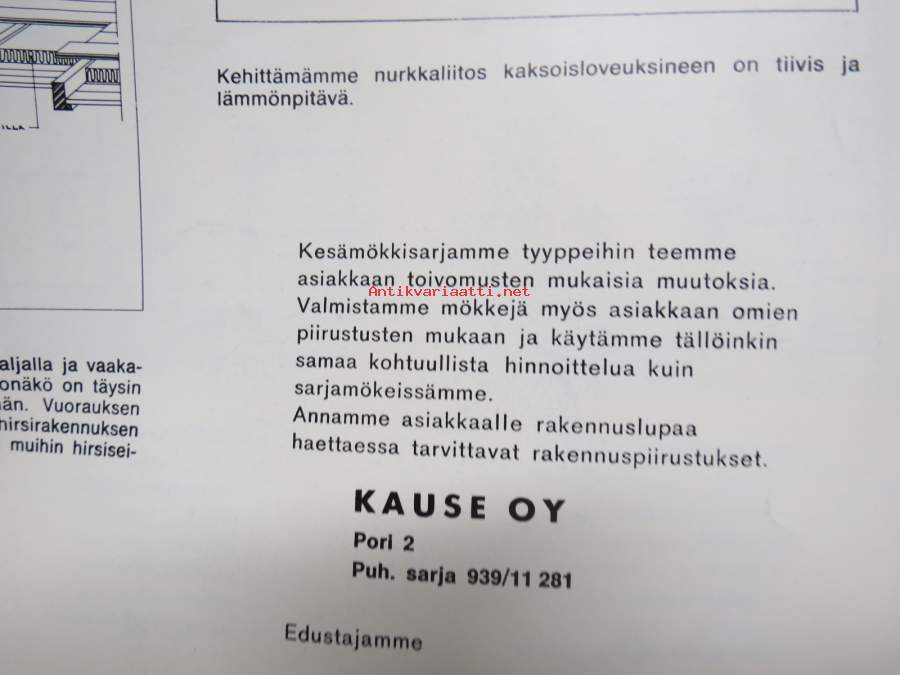 ILLA
Kehittämämme nurkkaliitos kaksoisloveuksineen on tiivis ja
lämmönpitävä.
aljalla ja vaaka-
onäkö on täysin
än. Vuorauksen
hirsirakennuksen
muihin hirsisei-
Kesämökkisarjamme tyyppeihin teemme
asiakkaan toivomusten mukaisia muutoksia.
Antikvariaatti.net
Valmistamme mökkejä myös asiakkaan omien
piirustusten mukaan ja käytämme tällöinkin
samaa kohtuullista hinnoittelua kuin
sarjamökeissämme.
Annamme asiakkaalle rakennuslupaa
haettaessa tarvittavat rakennuspiirustukset.
KAUSE OY
Pori 2
Puh. sarja 939/11 281
Edustajamme